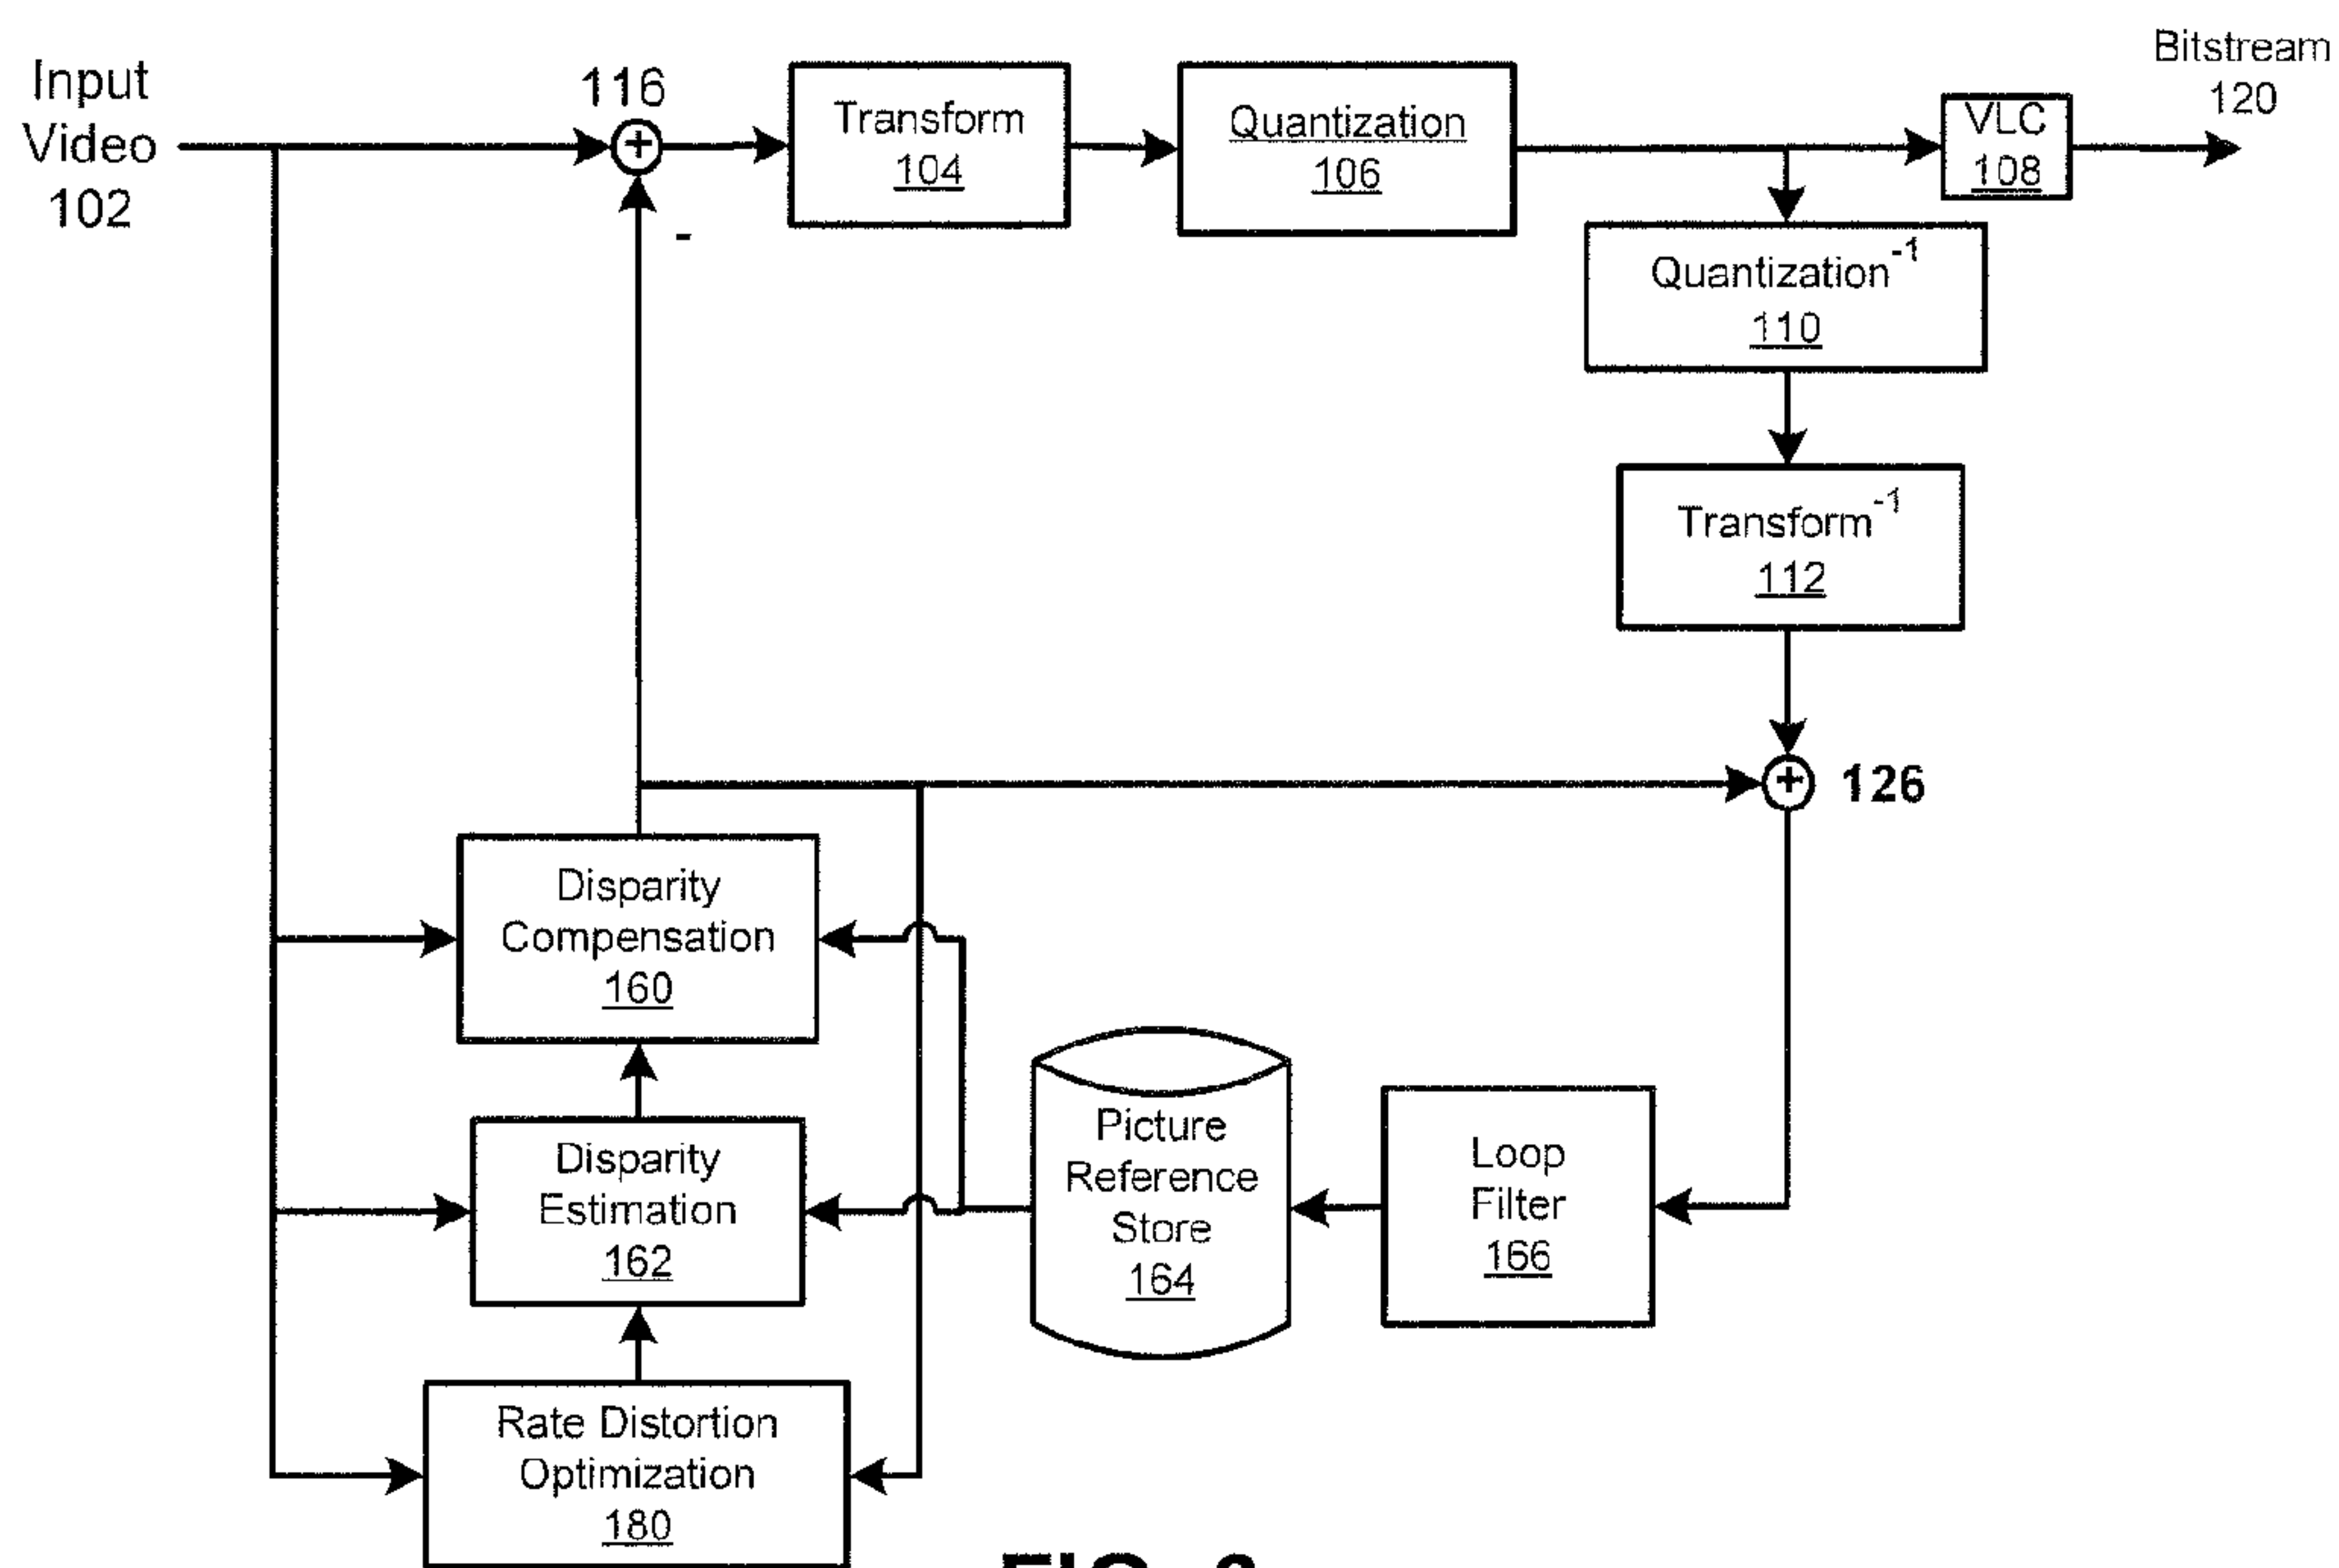 Input
Video
102
116
Transform
104
Quantization
106
VLC
108
Bitstream
120
-
Quantization-1
110
Transform-1
112
126
Disparity
Compensation
160
Disparity
Estimation
162
Picture
Reference
Store
164
Loop
Filter
166
Rate Distortion
Optimization
180